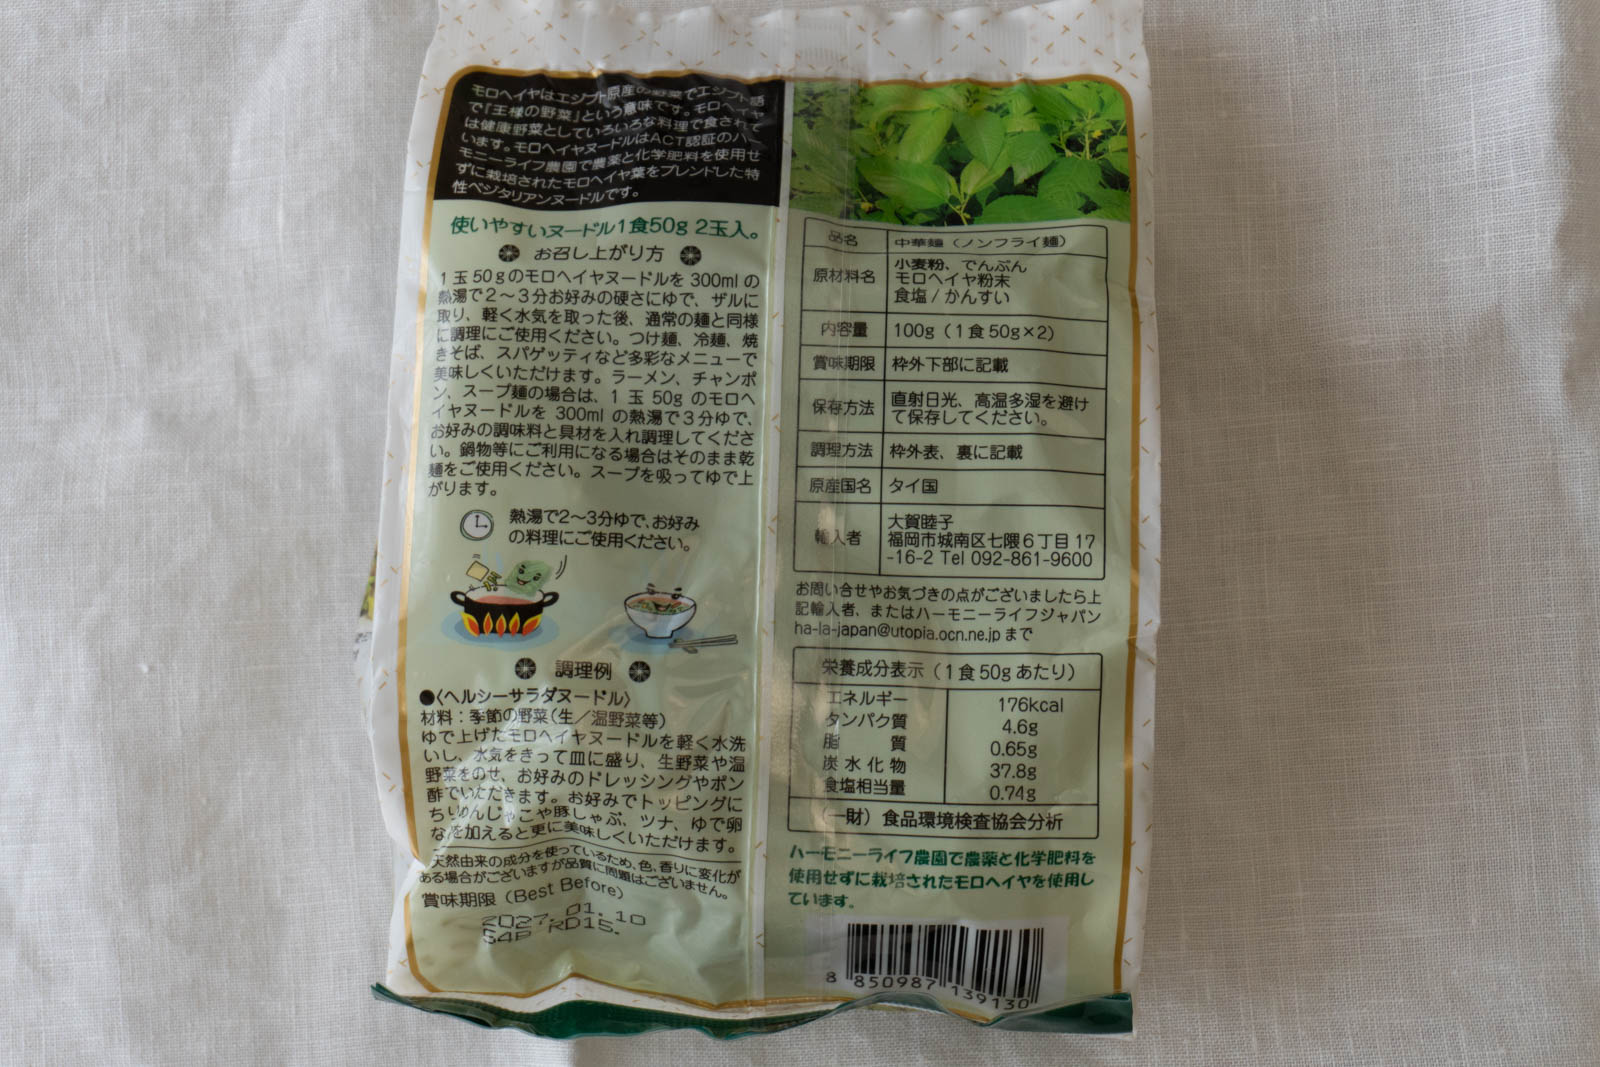 モロヘイヤはエジプト原産の野菜でエジプト語
で「王様の野菜」という意味です。モロヘイヤ
は健康野菜としていろいろな料理で食されて
います。モロヘイヤヌードルはACT認証のハー
モニーライフ農園で農薬と化学肥料を使用せ
ずに栽培されたモロヘイヤ葉をブレンドした特
性ベジタリアンヌードルです。
使いやすいヌードル1食50g 2玉入。
お召し上がり方
1玉50gのモロヘイヤヌードルを 300ml の
熱湯で2～3分お好みの硬さにゆで、ザルに
取り、軽く水気を取った後、通常の麺と同様
に調理にご使用ください。つけ麺、冷麺、焼
きそば、スパゲッティなど多彩なメニューで
美味しくいただけます。ラーメン、チャンポ
ン、スープ麺の場合は、1 玉 50g のモロヘ
イヤヌードルを 300ml の熱湯で3分ゆで、
お好みの調味料と具材を入れ調理してくださ
い。鍋物等にご利用になる場合はそのまま乾
麺をご使用ください。スープを吸ってゆで上
がります。
熱湯で2～3分ゆで、お好み
の料理にご使用ください。
調理例
●〈ヘルシーサラダヌードル〉
材料：季節の野菜(生／温野菜等)
ゆで上げたモロヘイヤヌードルを軽く水洗
いし、水気をきって皿に盛り、生野菜や温
野菜をのせ、お好みのドレッシングやポン
酢でいただきます。お好みでトッピングに
ちりめんじゃこや豚しゃぶ、ツナ、ゆで卵
などを加えると更に美味しくいただけます。
天然由来の成分を使っているため、色、香りに変化が
ある場合がございますが品質に問題はございません。
賞味期限（Best Before）
2027.01.10
S4B RD15.
品名 中華麺（ノンフライ麺）
原材料名 小麦粉、でんぷん
モロヘイヤ粉末
食塩 / かんすい
内容量 100g（1食50g×2）
賞味期限 枠外下部に記載
保存方法 直射日光、高温多湿を避け
て保存してください。
調理方法 枠外表、裏に記載
原産国名 タイ国
輸入者 大賀睦子
福岡市城南区七隈6丁目17
-16-2 Tel 092-861-9600
お問い合せやお気づきの点がございましたら上
記輸入者、またはハーモニーライフジャパン
ha-la-japan@utopia.ocn.ne.jp まで
栄養成分表示（1食50gあたり）
エネルギー 176kcal
タンパク質 4.6g
脂質 0.65g
炭水化物 37.8g
食塩相当量 0.74g
（一財）食品環境検査協会分析
ハーモニーライフ農園で農薬と化学肥料を
使用せずに栽培されたモロヘイヤを使用し
ています。
8 850987 139130